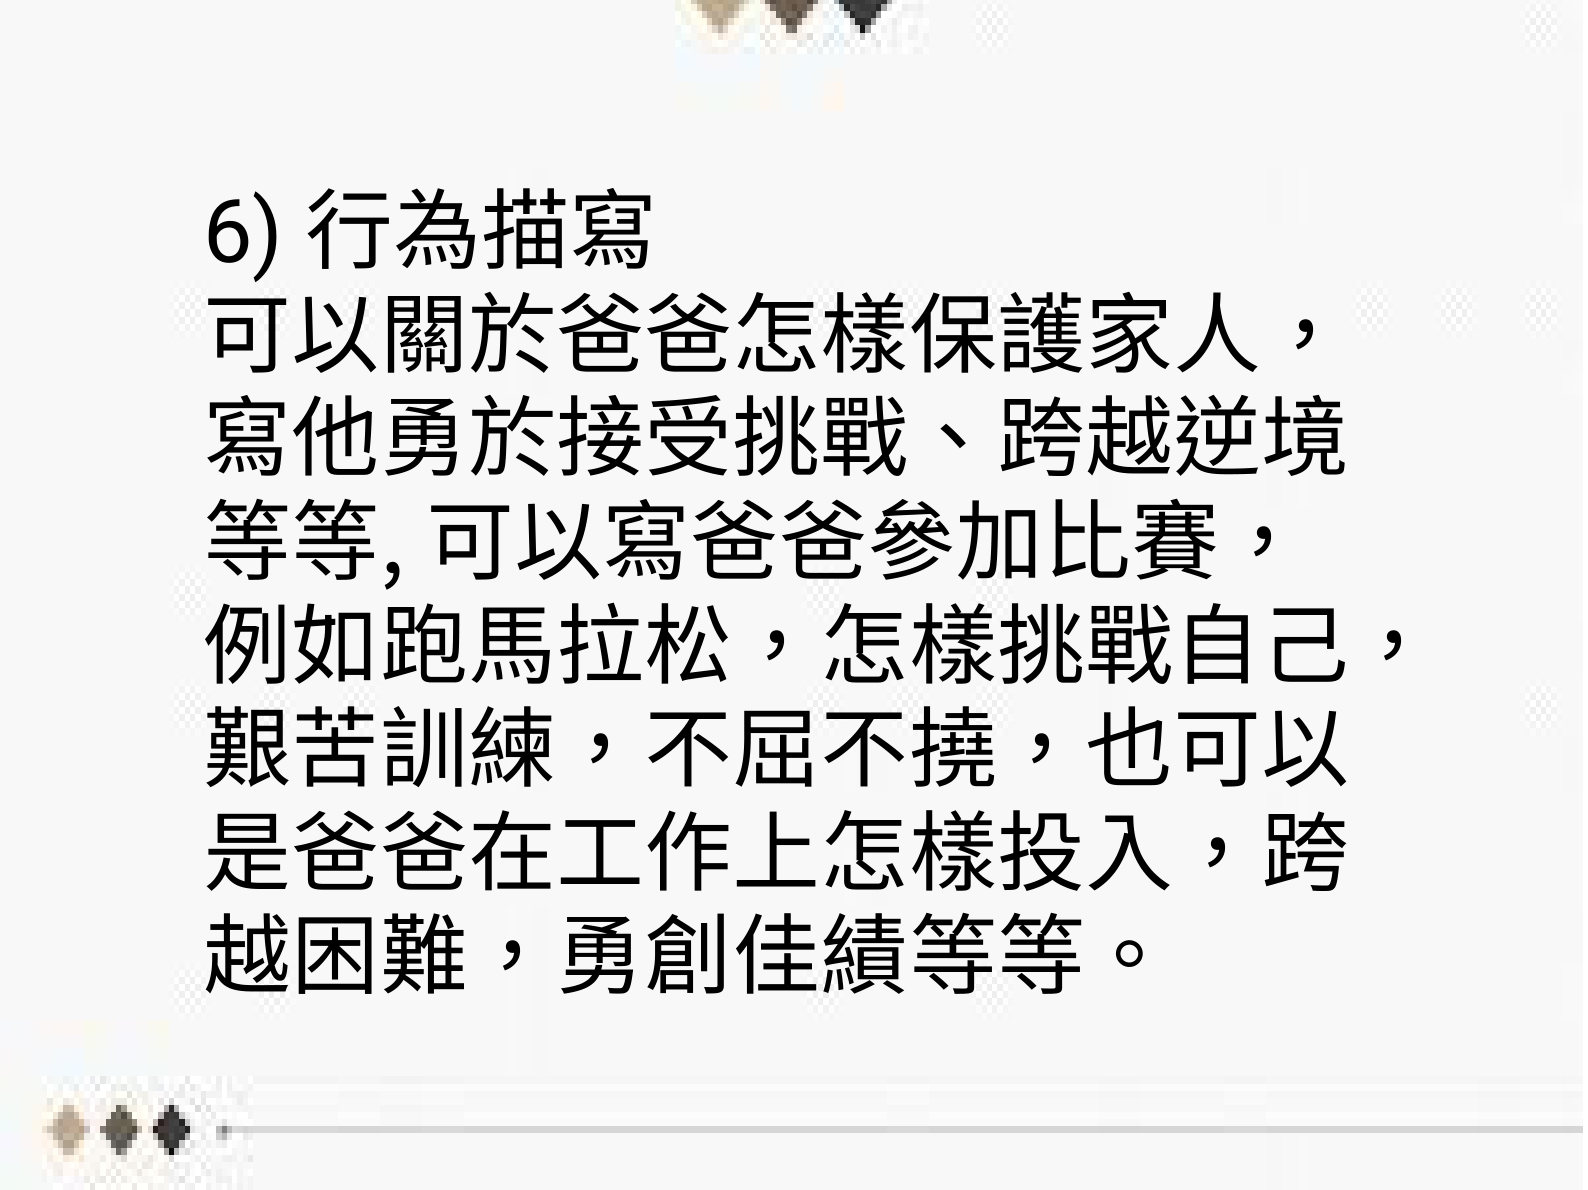 6) 行為描寫
可以關於爸爸怎樣保護家人，
寫他勇於接受挑戰、跨越逆境
等等, 可以寫爸爸參加比賽，
例如跑馬拉松，怎樣挑戰自己，
艱苦訓練，不屈不撓，也可以
是爸爸在工作上怎樣投入，跨
越困難，勇創佳績等等。